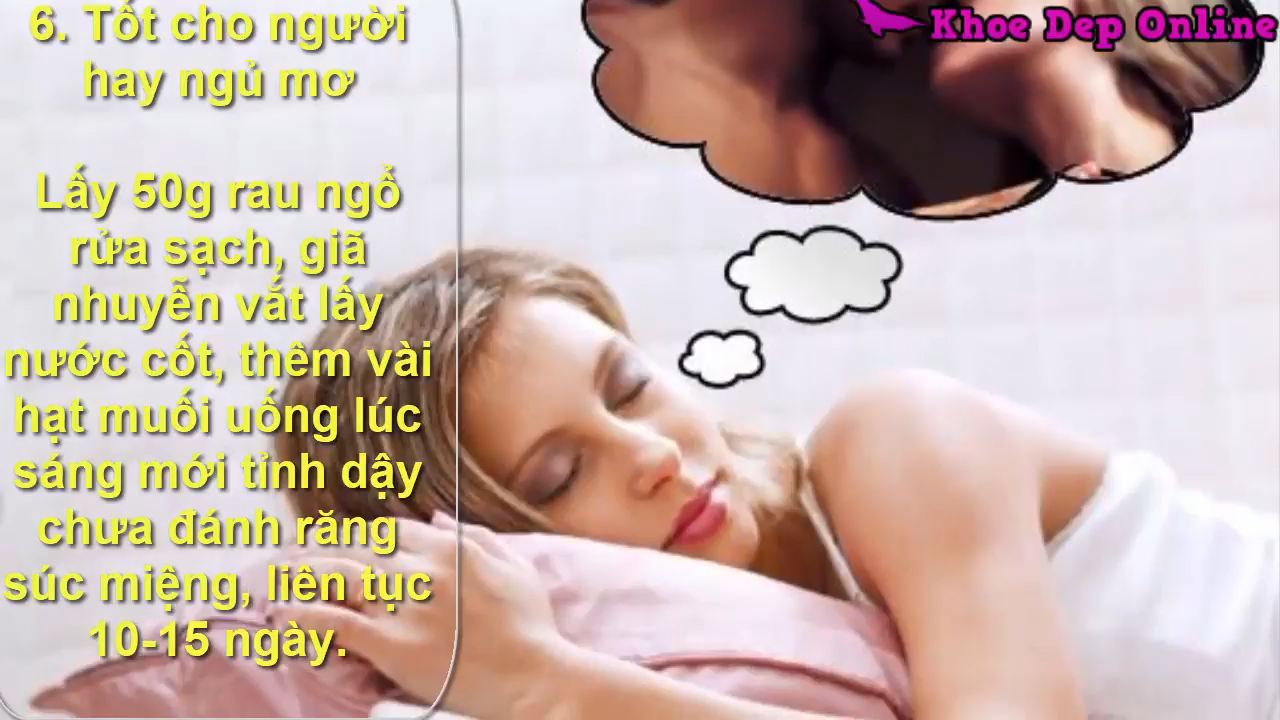 6. Tốt cho người
hay ngủ mơ
Lấy 50g rau ngổ
rửa sạch, giã
nhuyễn vắt lấy
nước cốt, thêm vài
hạt muối uống lúc
sáng mới tỉnh dậy
chưa đánh răng
súc miệng, liên tục
10-15 ngày.
Khoe Dep Online